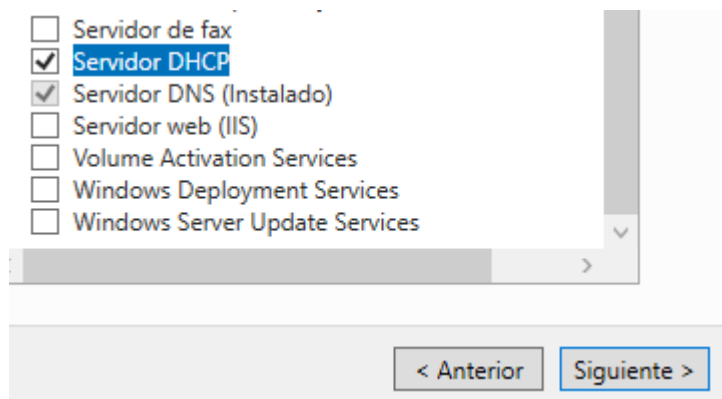 Servidor de fax
Servidor DHCP
Servidor DNS (Instalado)
Servidor web (IIS)
Volume Activation Services
Windows Deployment Services
Windows Server Update Services
< Anterior
Siguiente >